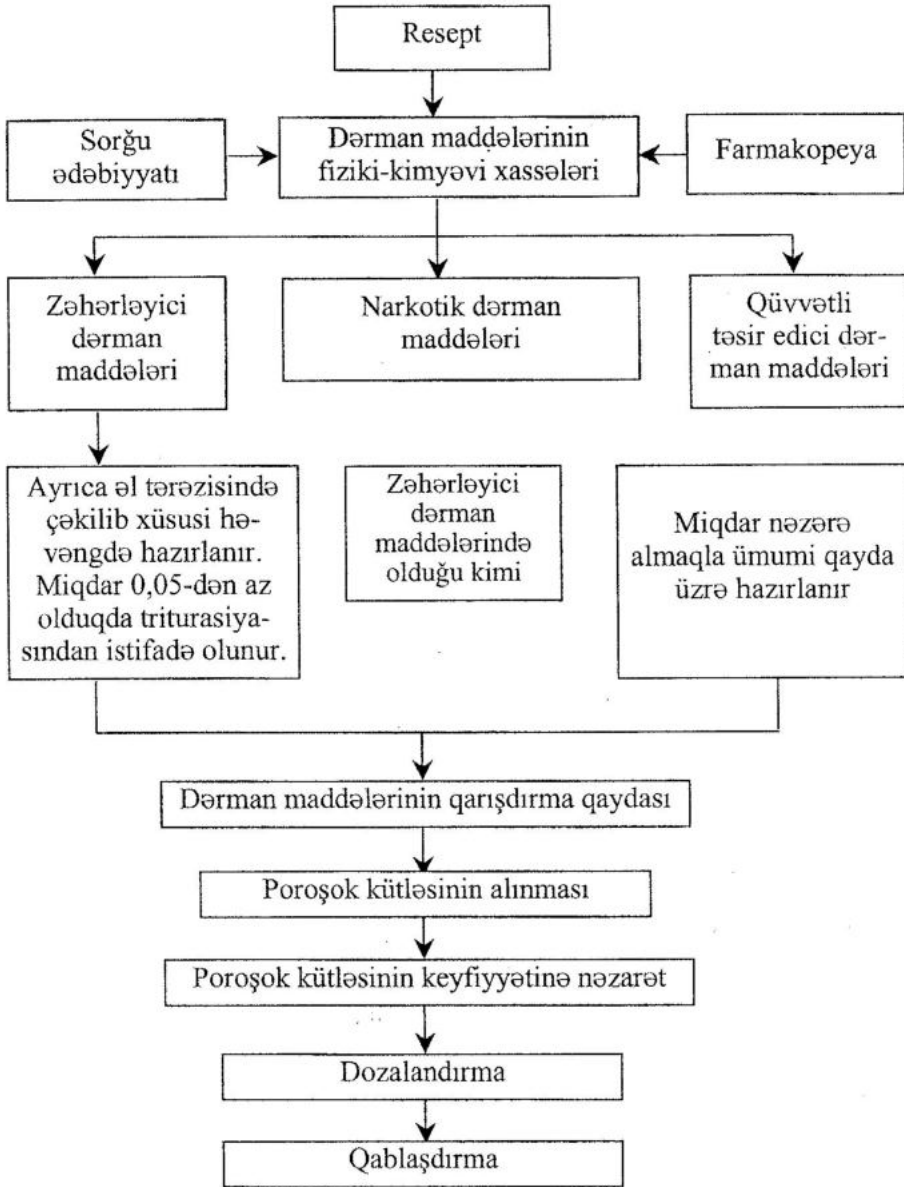 Resept
Sorğu
ədəbiyyatı
Dərman maddələrinin
fiziki-kimyəvi xassələri
Farmakopeya
Zəhərləyici
dərman
maddələri
Narkotik dərman
maddələri
Qüvvətli
təsir edici dər-
man maddələri
Ayrıca əl tərəzisində
çəkilib xüsusi hə-
vəngdə hazırlanır.
Miqdar 0,05-dən az
olduqda triturasiya-
sından istifadə olunur.
Zəhərləyici
dərman
maddələrində
olduğu kimi
Miqdar nəzərə
almaqla ümumi qayda
üzrə hazırlanır
Dərman maddələrinin qarışdırma qaydası
Poroşok kütləsinin alınması
Poroşok kütləsinin keyfiyyətinə nəzarət
Dozalandırma
Qablaşdırma